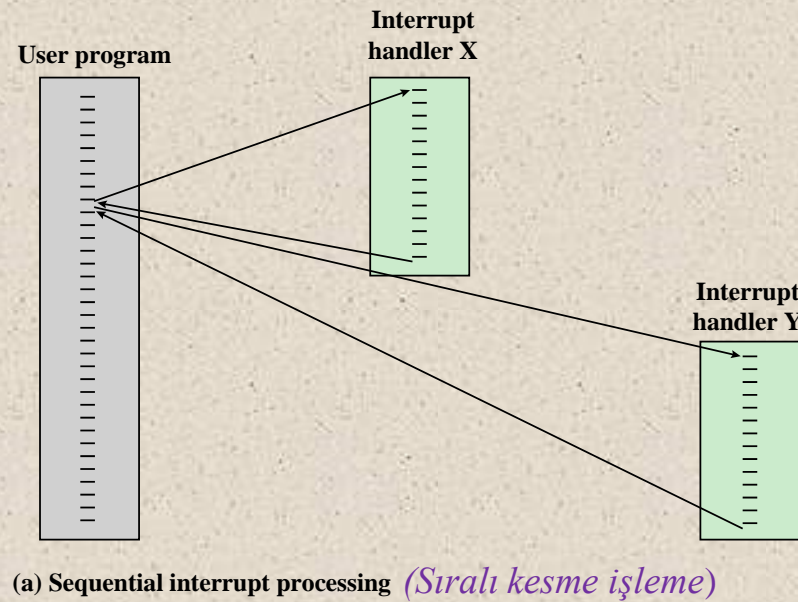 Interrupt
handler X
User program
Interrupt
handler Y
(a) Sequential interrupt processing (Sıralı kesme işleme)